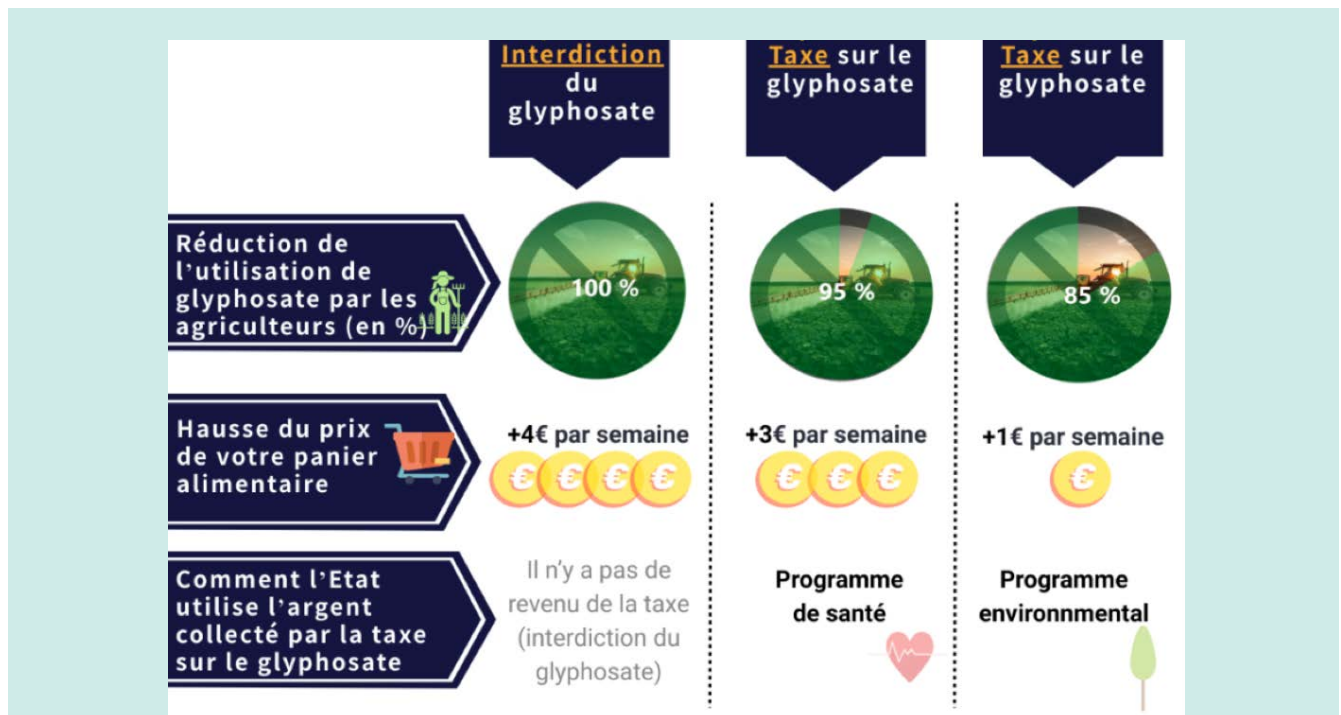 Interdiction
du
glyphosate
Taxe sur le
glyphosate
Taxe sur le
glyphosate
Réduction de
l'utilisation de
glyphosate par les
agriculteurs (en %)
100 %
95 %
85 %
Hausse du prix
de votre panier
alimentaire
+4€ par semaine
+3€ par semaine
+1€ par semaine
€ € € €
€ € €
€
Comment l'Etat
utilise l'argent
collecté par la taxe
sur le glyphosate
Il n'y a pas de
revenu de la taxe
(interdiction du
glyphosate)
Programme
de santé
Programme
environnmental